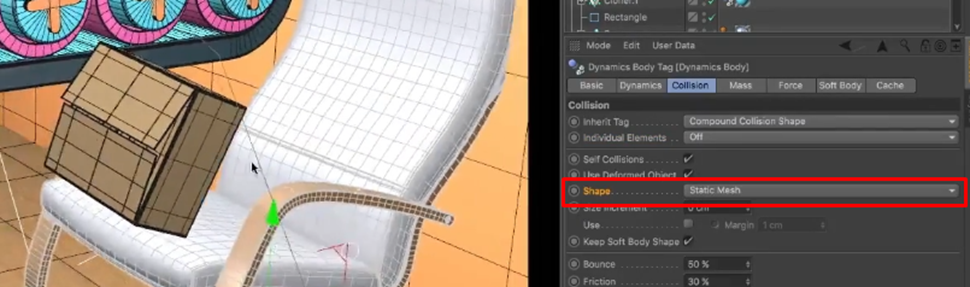 Cloner.1
Rectangle
Mode Edit User Data
Dynamics Body Tag [Dynamics Body]
Basic Dynamics Collision Mass Force Soft Body Cache
Collision
Inherit Tag Compound Collision Shape
Individual Elements Off
Self Collisions
Use Deformed Object
Shape Static Mesh
Size Increment 0 cm
Use Margin 1 cm
Keep Soft Body Shape
Bounce 50 %
Friction 30 %